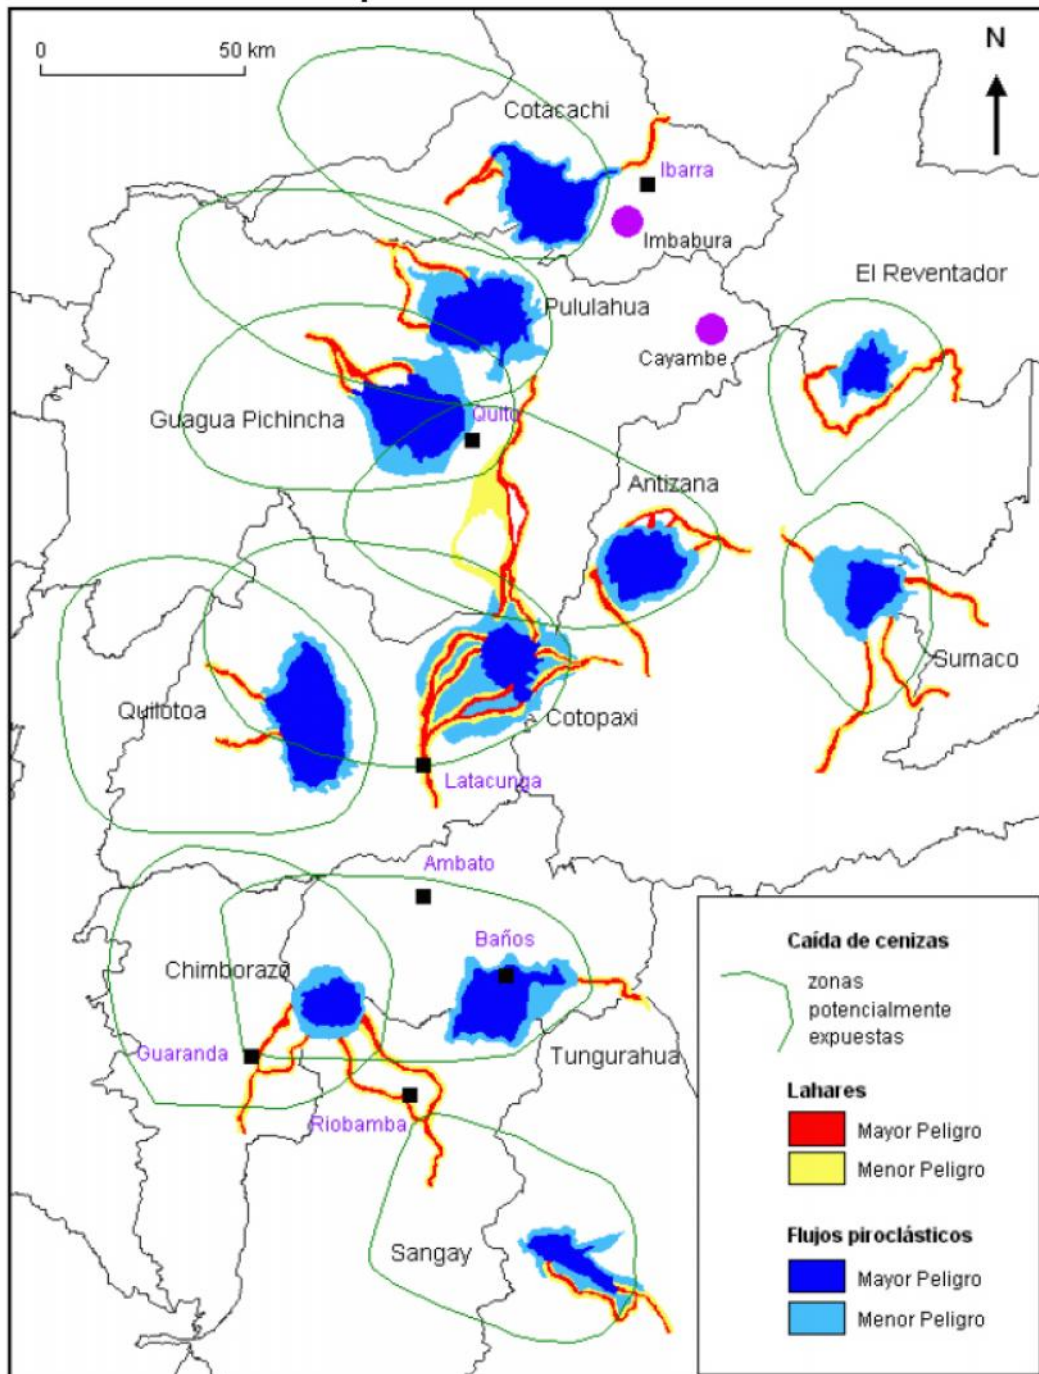 0 50 km
N
Cotacachi
Ibarra
Imbabura
El Reventador
Pululahua
Cayambe
Guagua Pichincha
Quito
Antizana
Sumaco
Quilotoa
Cotopaxi
Latacunga
Ambato
Baños
Chimborazo
Guaranda
Tungurahua
Riobamba
Sangay
Caída de cenizas
zonas
potencialmente
expuestas
Lahares
Mayor Peligro
Menor Peligro
Flujos piroclásticos
Mayor Peligro
Menor Peligro